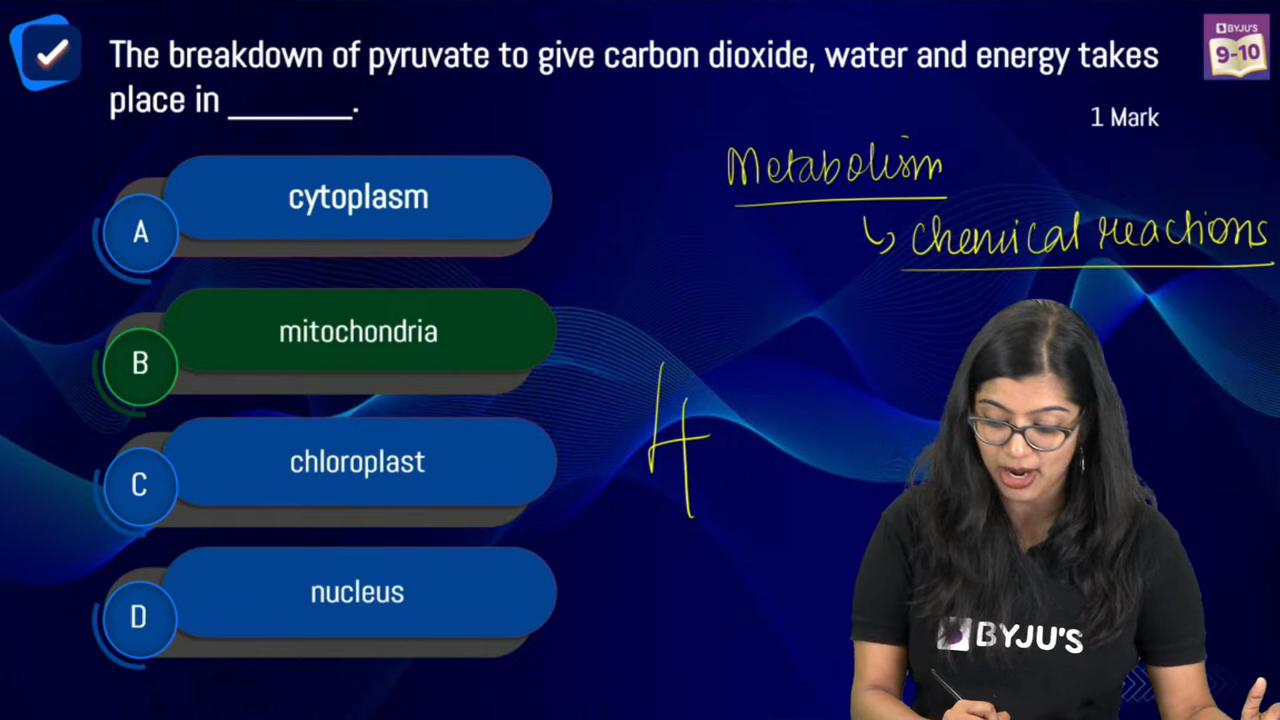 The breakdown of pyruvate to give carbon dioxide, water and energy takes
place in ________.
1 Mark
BYJU'S
9-10
Metabolism
↳ chemical reactions
A
cytoplasm
B
mitochondria
4
C
chloroplast
D
nucleus
BYJU'S